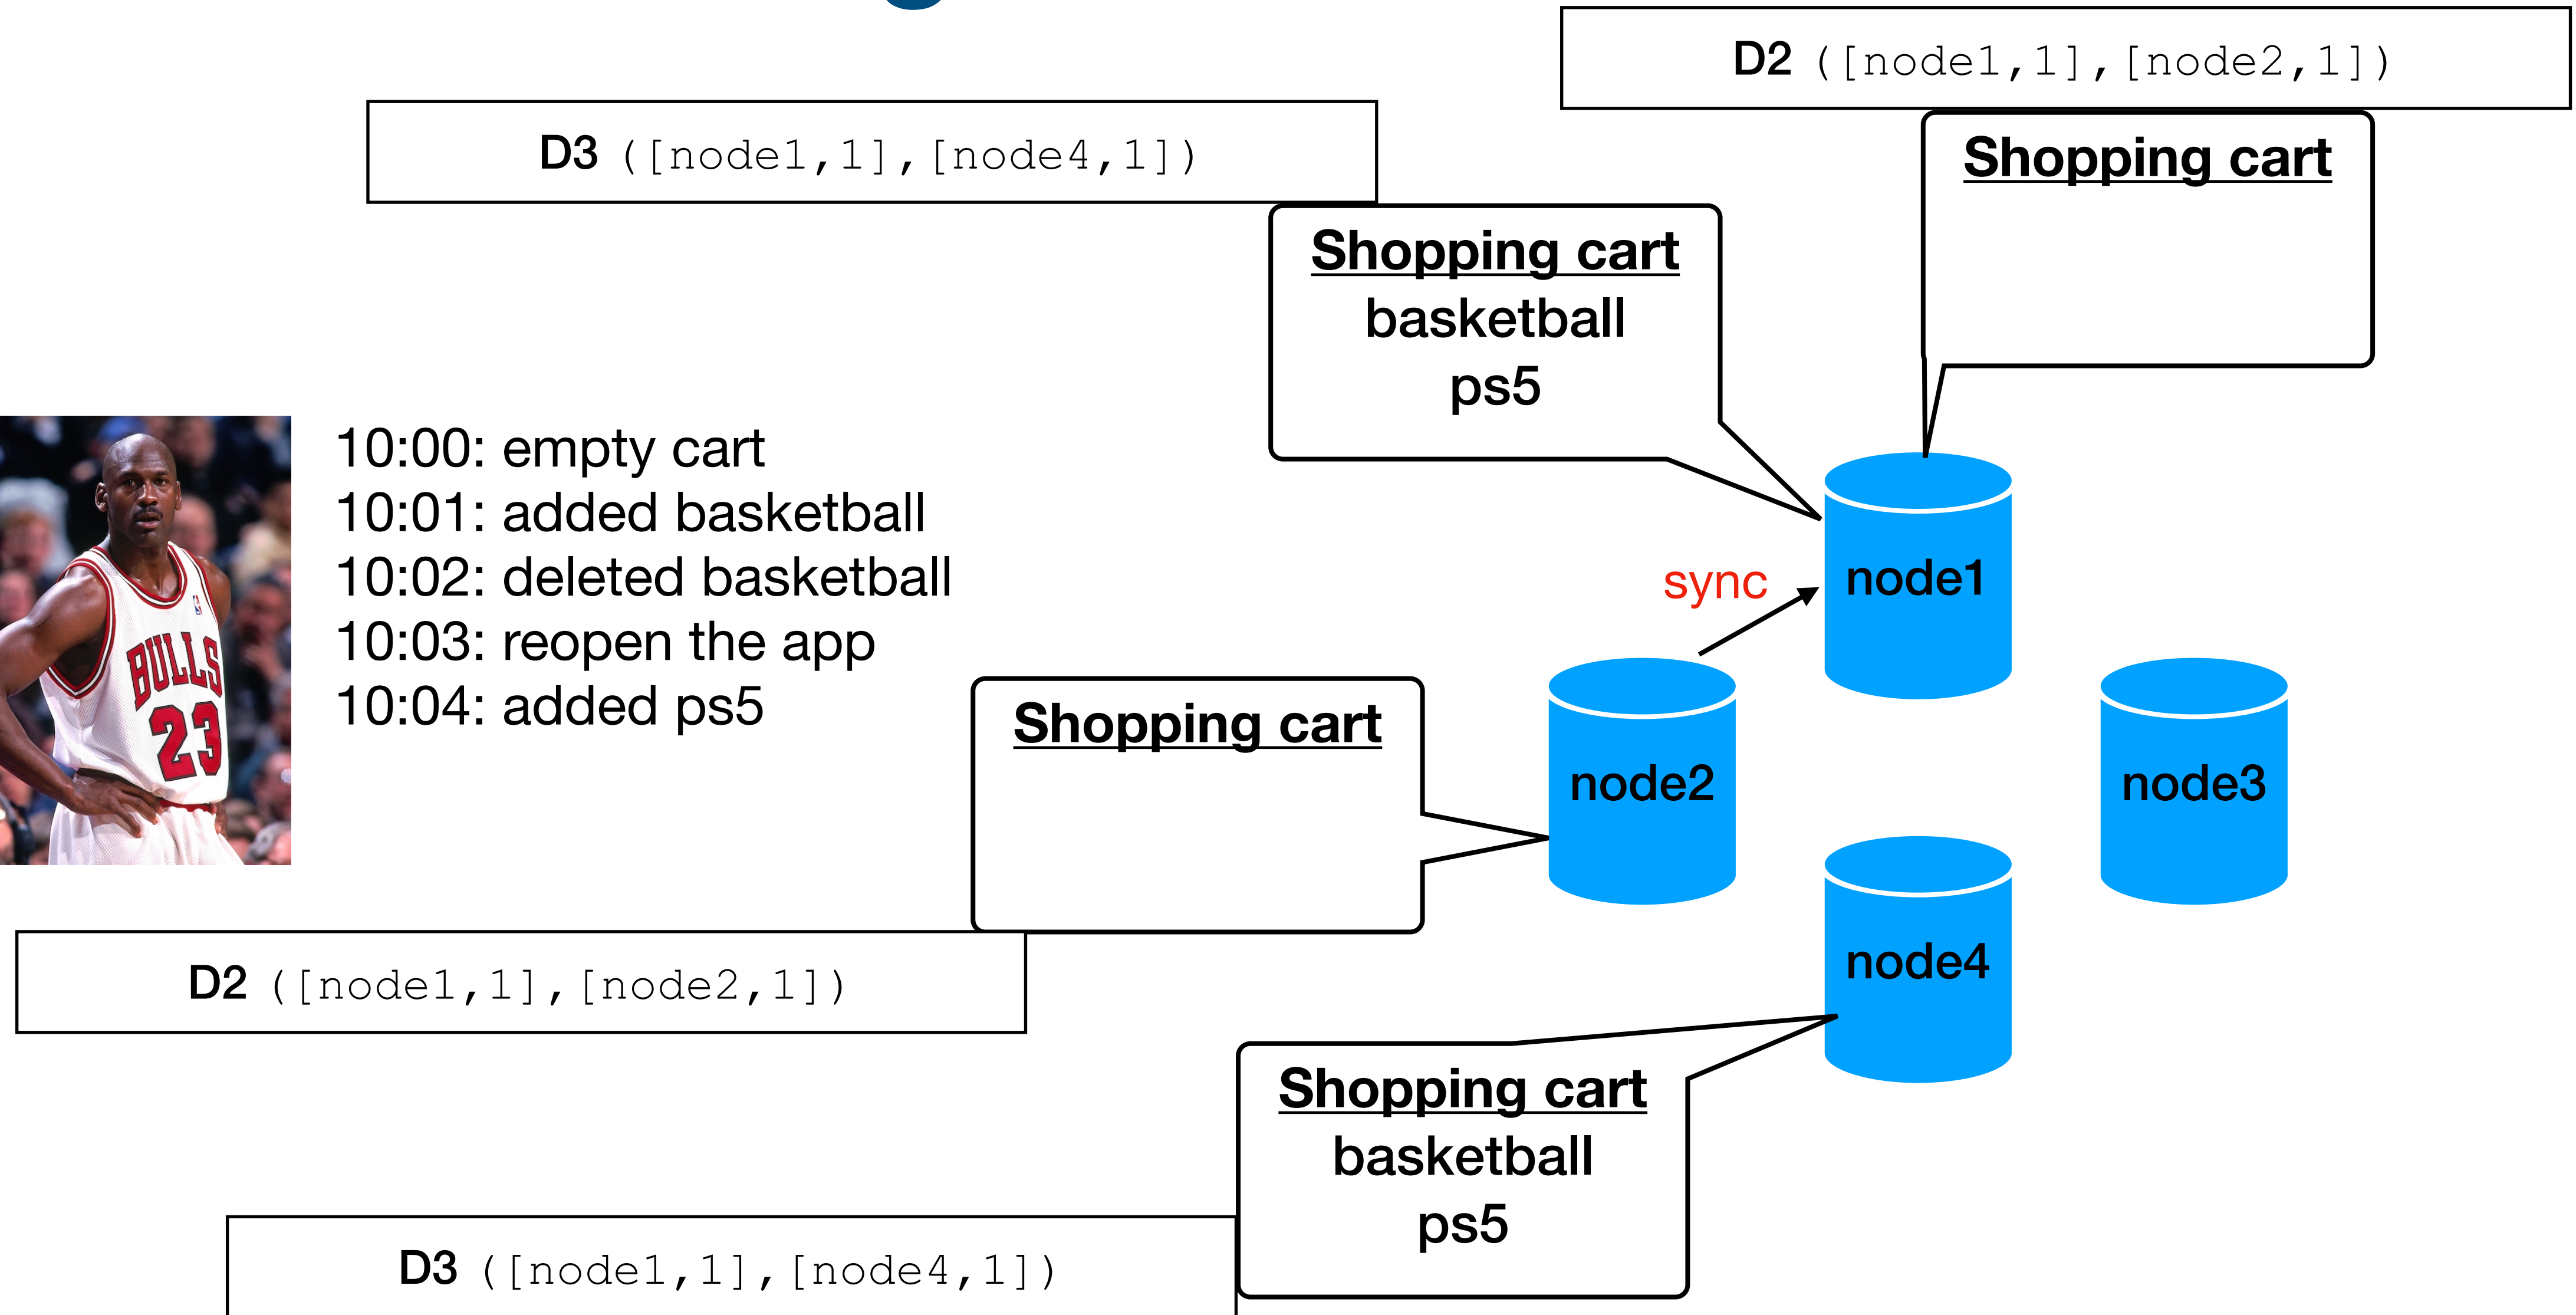 D2 ([node1,1],[node2,1])
D3 ([node1,1],[node4,1])
Shopping cart
Shopping cart
basketball
ps5
10:00: empty cart
10:01: added basketball
10:02: deleted basketball
10:03: reopen the app
10:04: added ps5
BULLS
23
sync
node1
Shopping cart
node2
node3
D2 ([node1,1],[node2,1])
node4
Shopping cart
basketball
ps5
D3 ([node1,1],[node4,1])